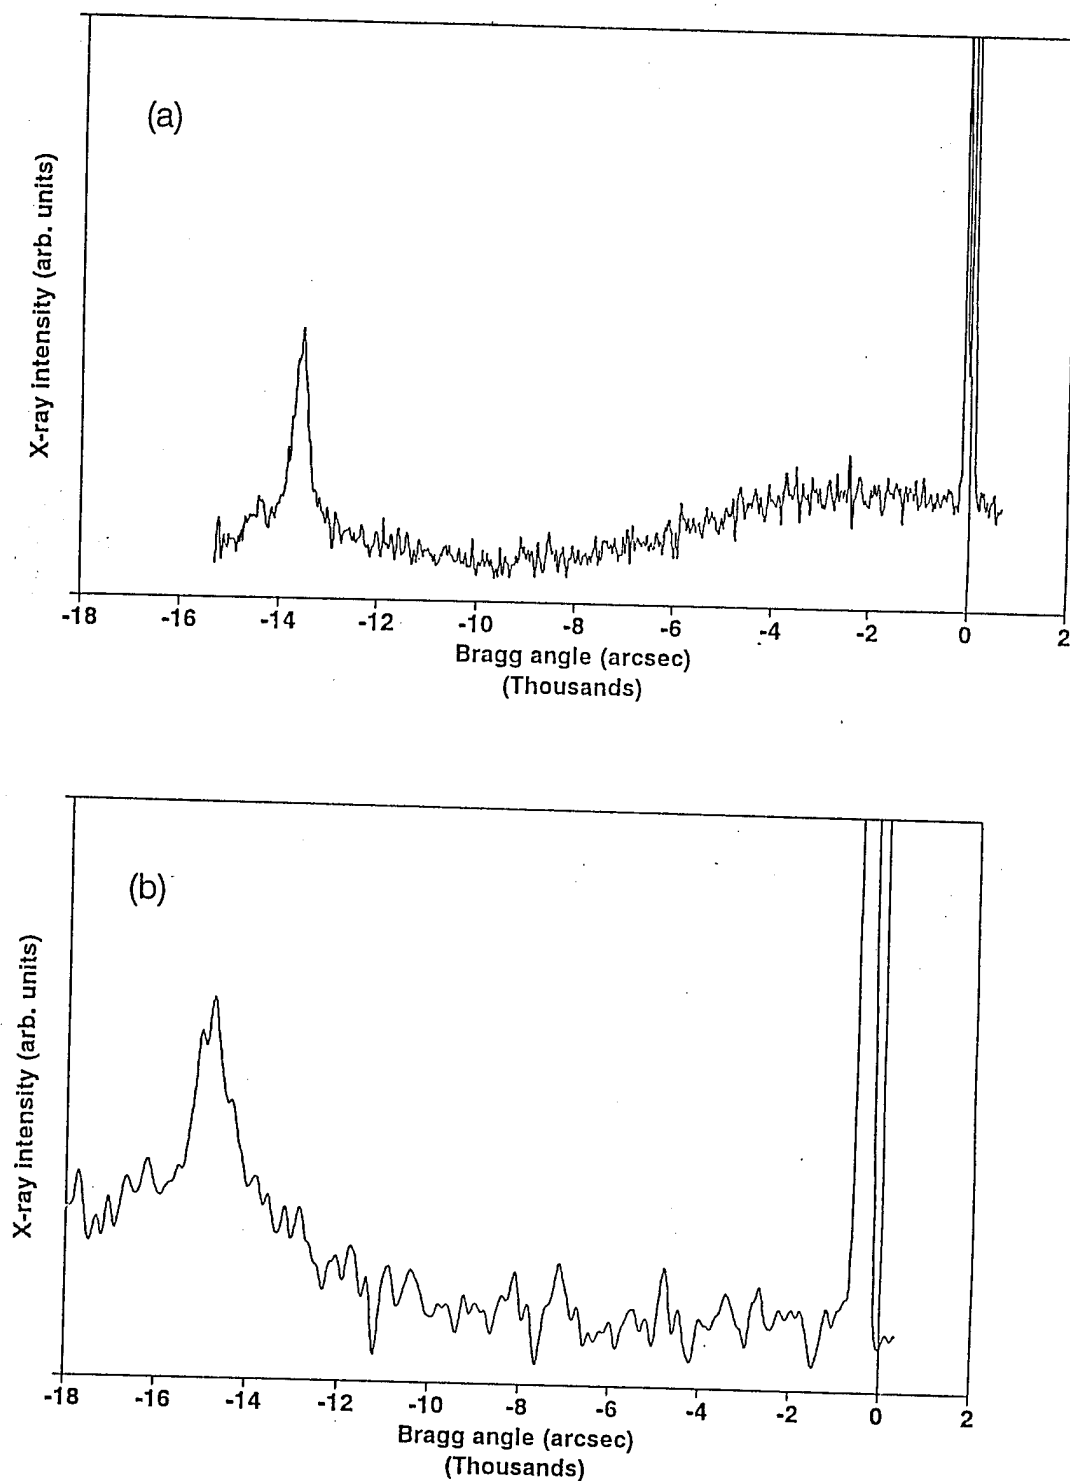 (a)
X-ray intensity (arb. units)
-18 -16 -14 -12 -10 -8 -6 -4 -2 0 2
Bragg angle (arcsec)
(Thousands)
(b)
X-ray intensity (arb. units)
-18 -16 -14 -12 -10 -8 -6 -4 -2 0 2
Bragg angle (arcsec)
(Thousands)